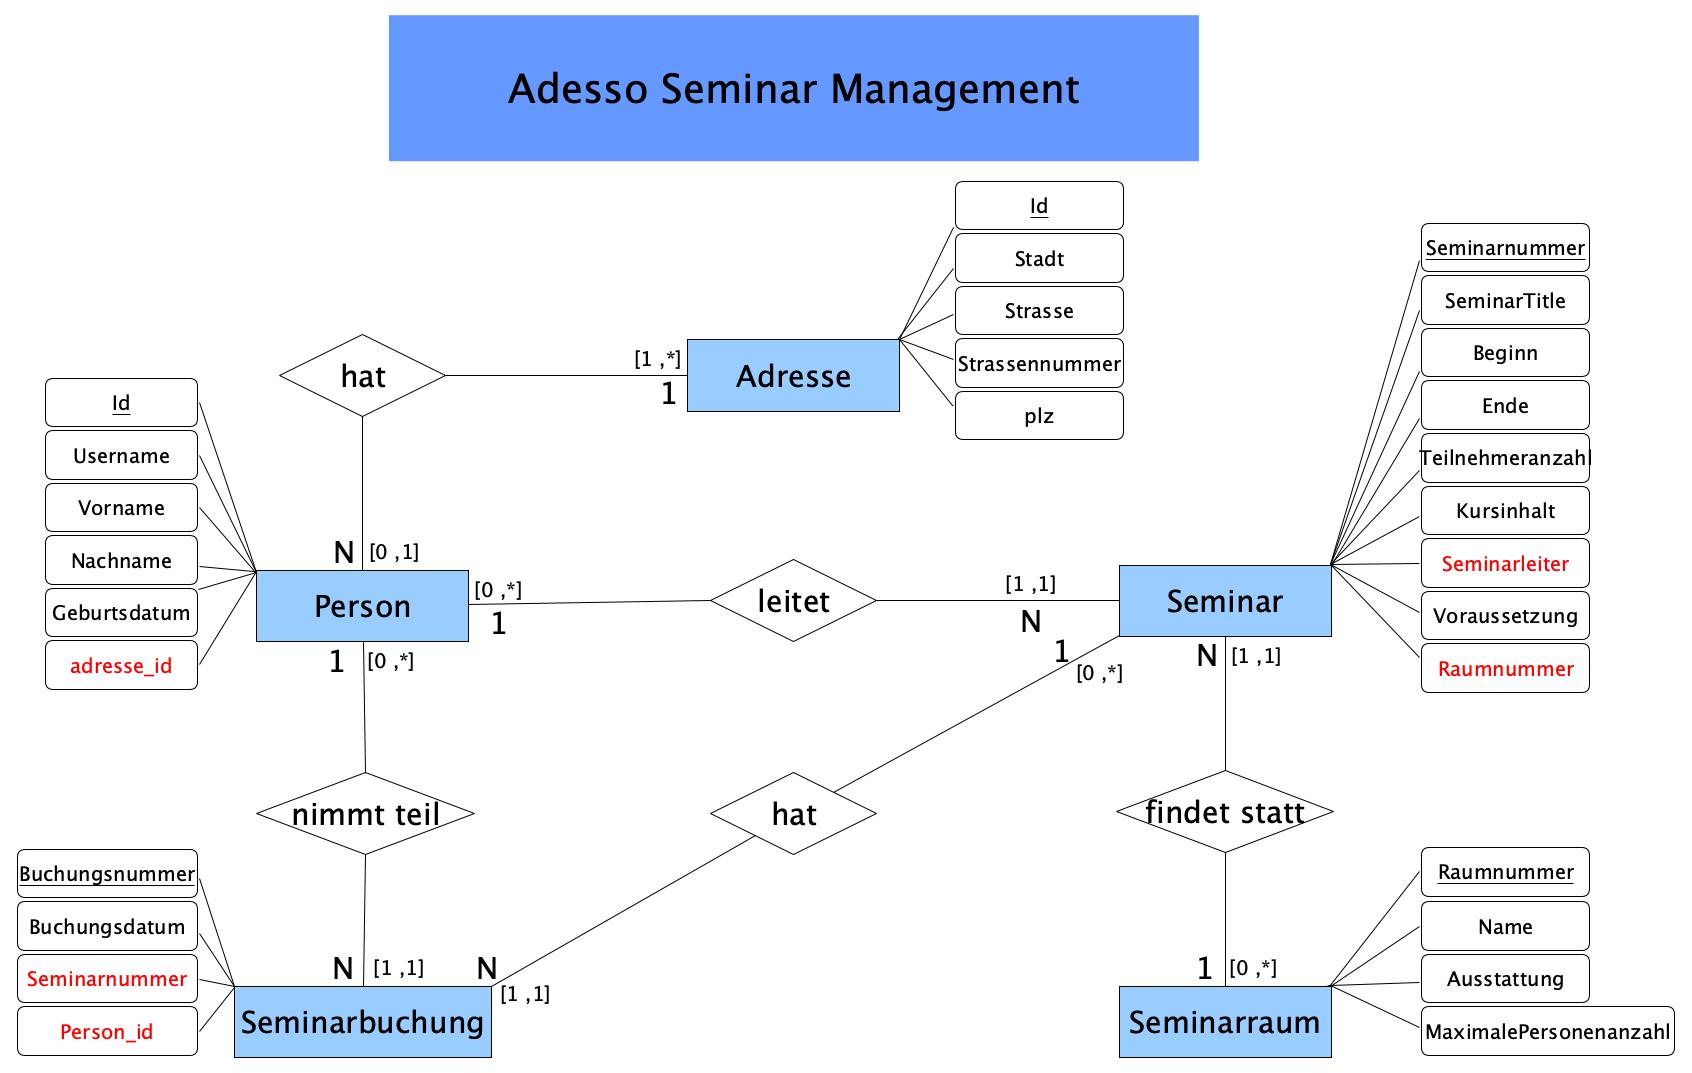 Adesso Seminar Management
Id
Stadt
Strasse
Strassennummer
plz
Adresse
[1 ,*]
1
hat
N
[0 ,1]
Id
Username
Vorname
Nachname
Geburtsdatum
adresse_id
Person
[0 ,*]
1
leitet
[1 ,1]
N
Seminar
Seminarnummer
SeminarTitle
Beginn
Ende
Teilnehmeranzahl
Kursinhalt
Seminarleiter
Voraussetzung
Raumnummer
1
[0 ,*]
nimmt teil
N
[1 ,1]
1
[0 ,*]
hat
N
[1 ,1]
N
[1 ,1]
findet statt
1
[0 ,*]
Buchungsnummer
Buchungsdatum
Seminarnummer
Person_id
Seminarbuchung
Seminarraum
Raumnummer
Name
Ausstattung
MaximalePersonenanzahl